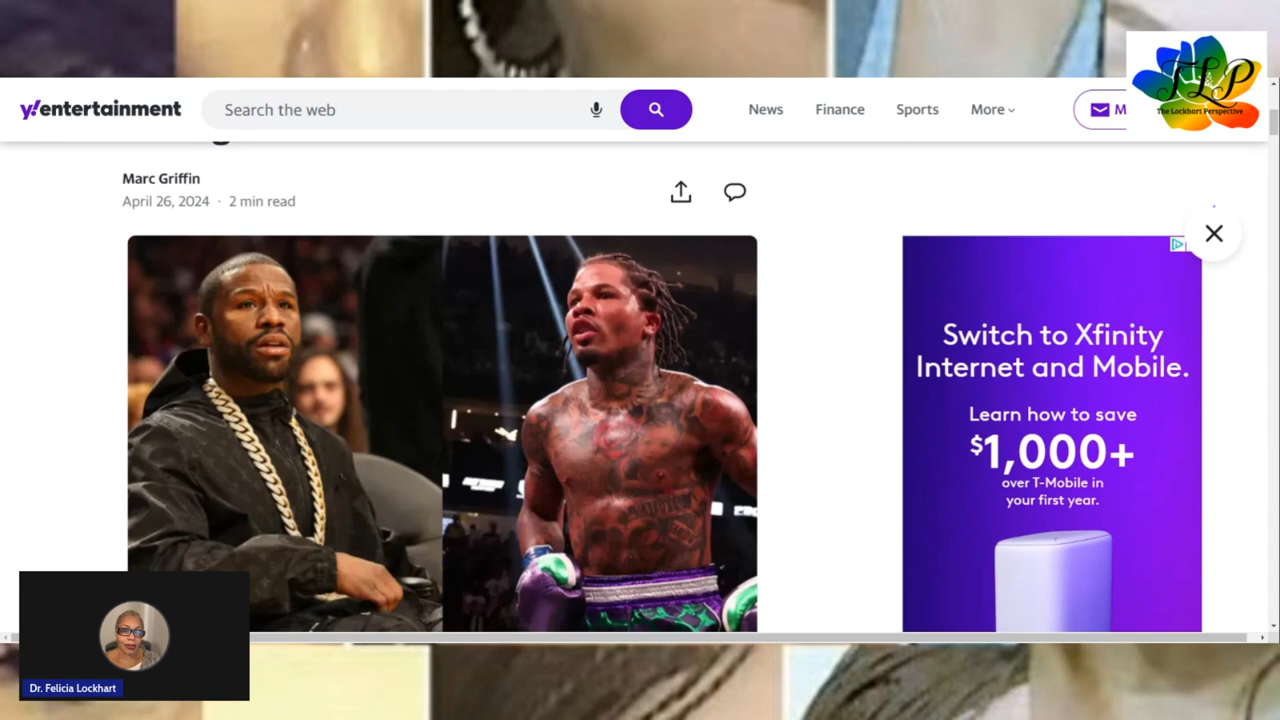 y!entertainment
Search the web
News
Finance
Sports
More
M
TLP
The Lockhart Perspective
Marc Griffin
April 26, 2024 · 2 min read
Switch to Xfinity
Internet and Mobile.
Learn how to save
$1,000+
over T-Mobile in
your first year.
Dr. Felicia Lockhart